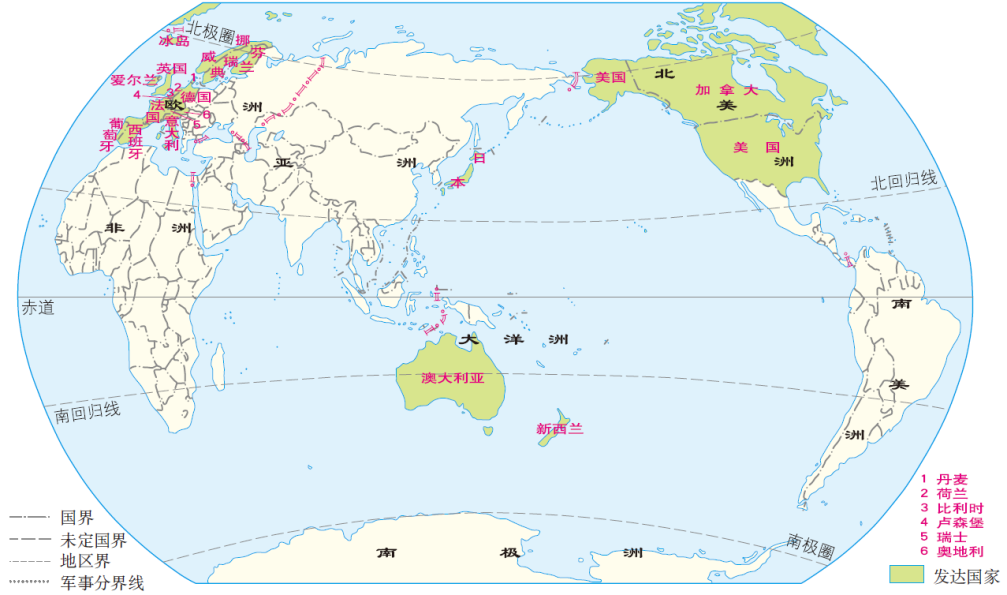 北极圈
冰岛
挪
威
芬
瑞兰
典
英国
爱尔兰
1
4
3
2
德国
法
国
欧
洲
6
5
意
大
利
葡
萄
牙
西
班
牙
亚
洲
日
本
美国
北
加拿大
美
美国
洲
北回归线
非洲
赤道
南
大洋洲
澳大利亚
美
南回归线
新西兰
洲
1 丹麦
2 荷兰
3 比利时
4 卢森堡
5 瑞士
6 奥地利
南极洲
南极圈
国界
未定国界
地区界
军事分界线
发达国家